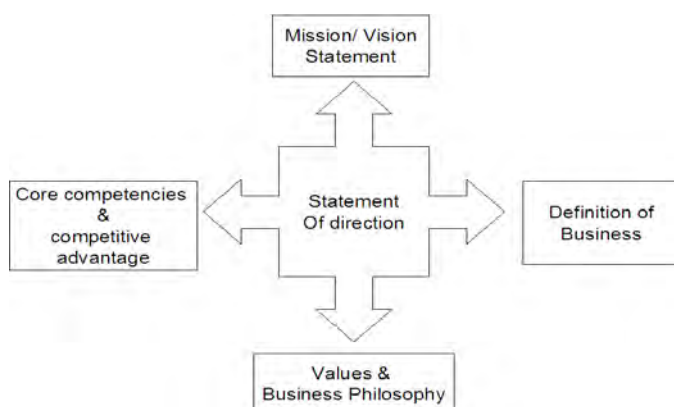 Mission/ Vision
Statement
Core competencies
&
competitive
advantage
Statement
Of direction
Definition of
Business
Values &
Business Philosophy